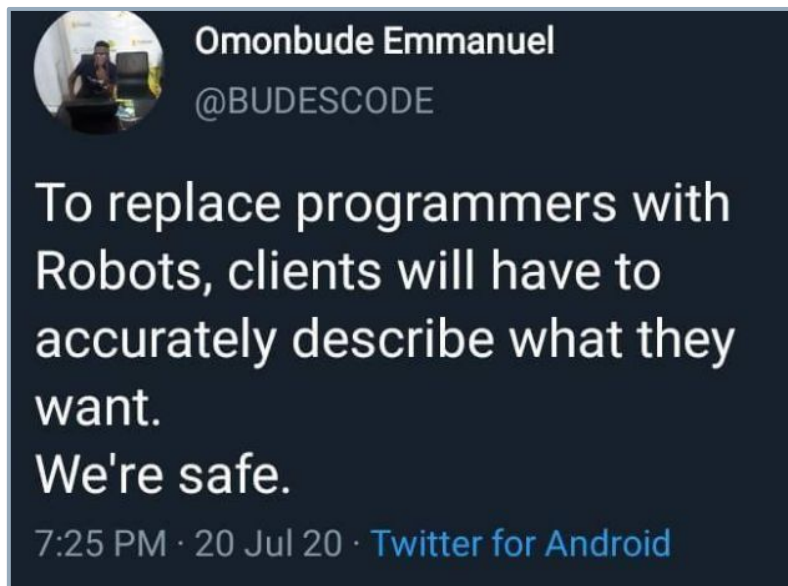 Omonbude Emmanuel
@BUDESCODE
To replace programmers with
Robots, clients will have to
accurately describe what they
want.
We're safe.
7:25 PM · 20 Jul 20 · Twitter for Android